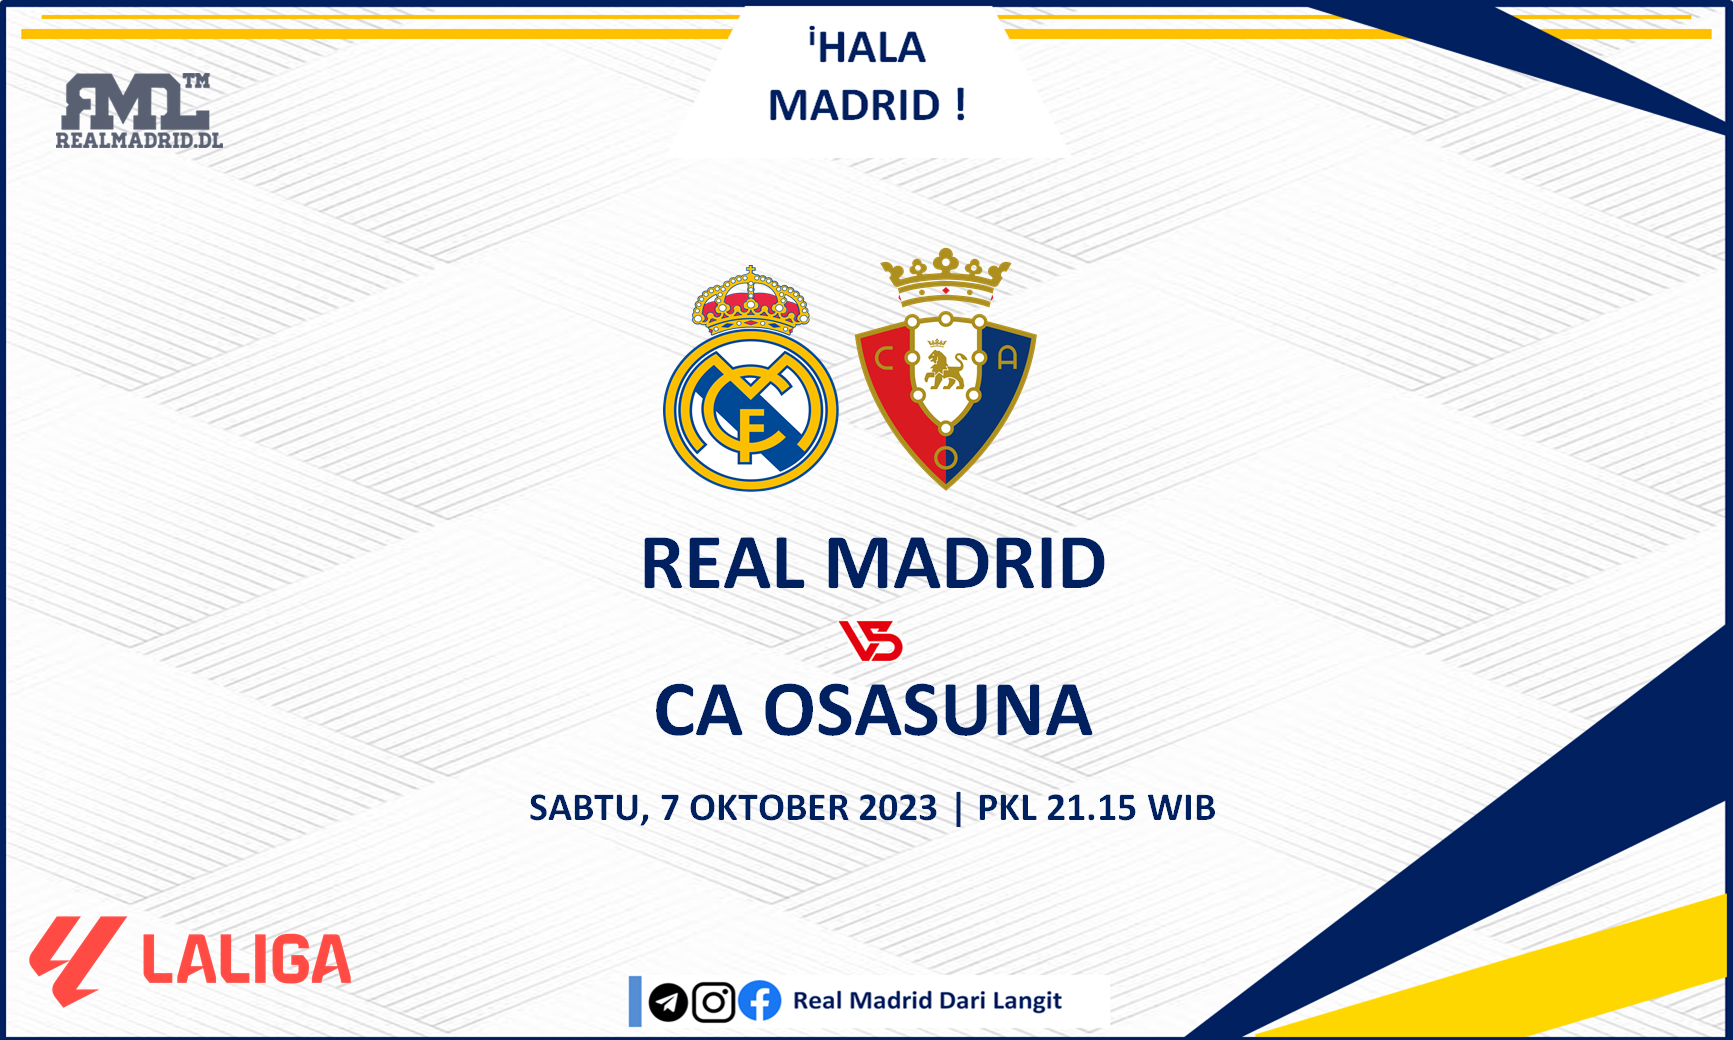 ¡HALA
MADRID !
RML™
REALMADRID.DL
C A
O
REAL MADRID
VS
CA OSASUNA
SABTU, 7 OKTOBER 2023 | PKL 21.15 WIB
LALIGA
Real Madrid Dari Langit